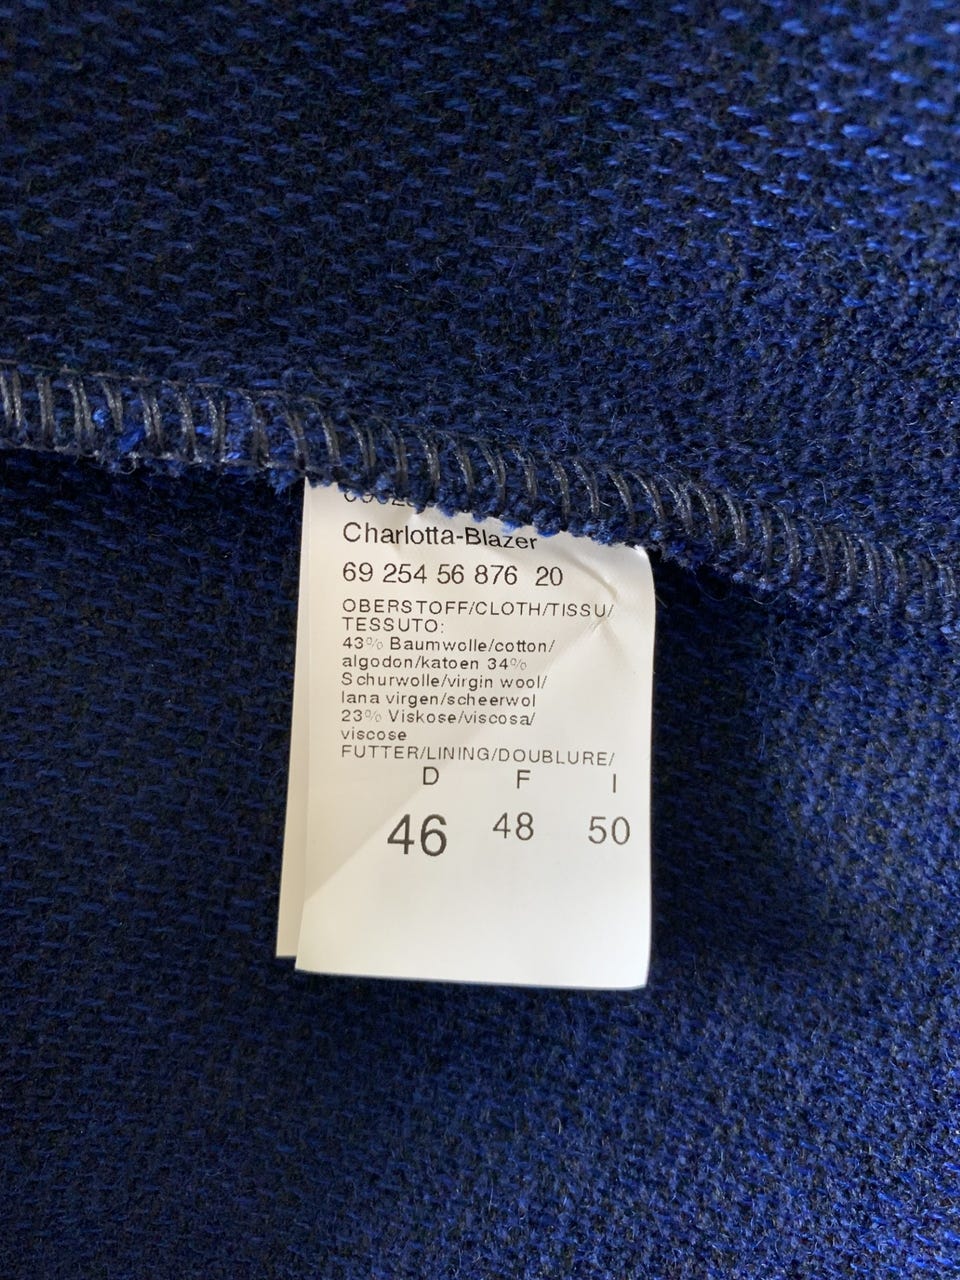 Charlotta-Blazer
69 254 56 876 20
OBERSTOFF/CLOTH/TISSU/
TESSUTO:
43% Baumwolle/cotton/
algodon/katoen 34%
Schurwolle/virgin wool/
lana virgen/scheerwol
23% Viskose/viscosa/
viscose
FUTTER/LINING/DOUBLURE/
D F I
46 48 50